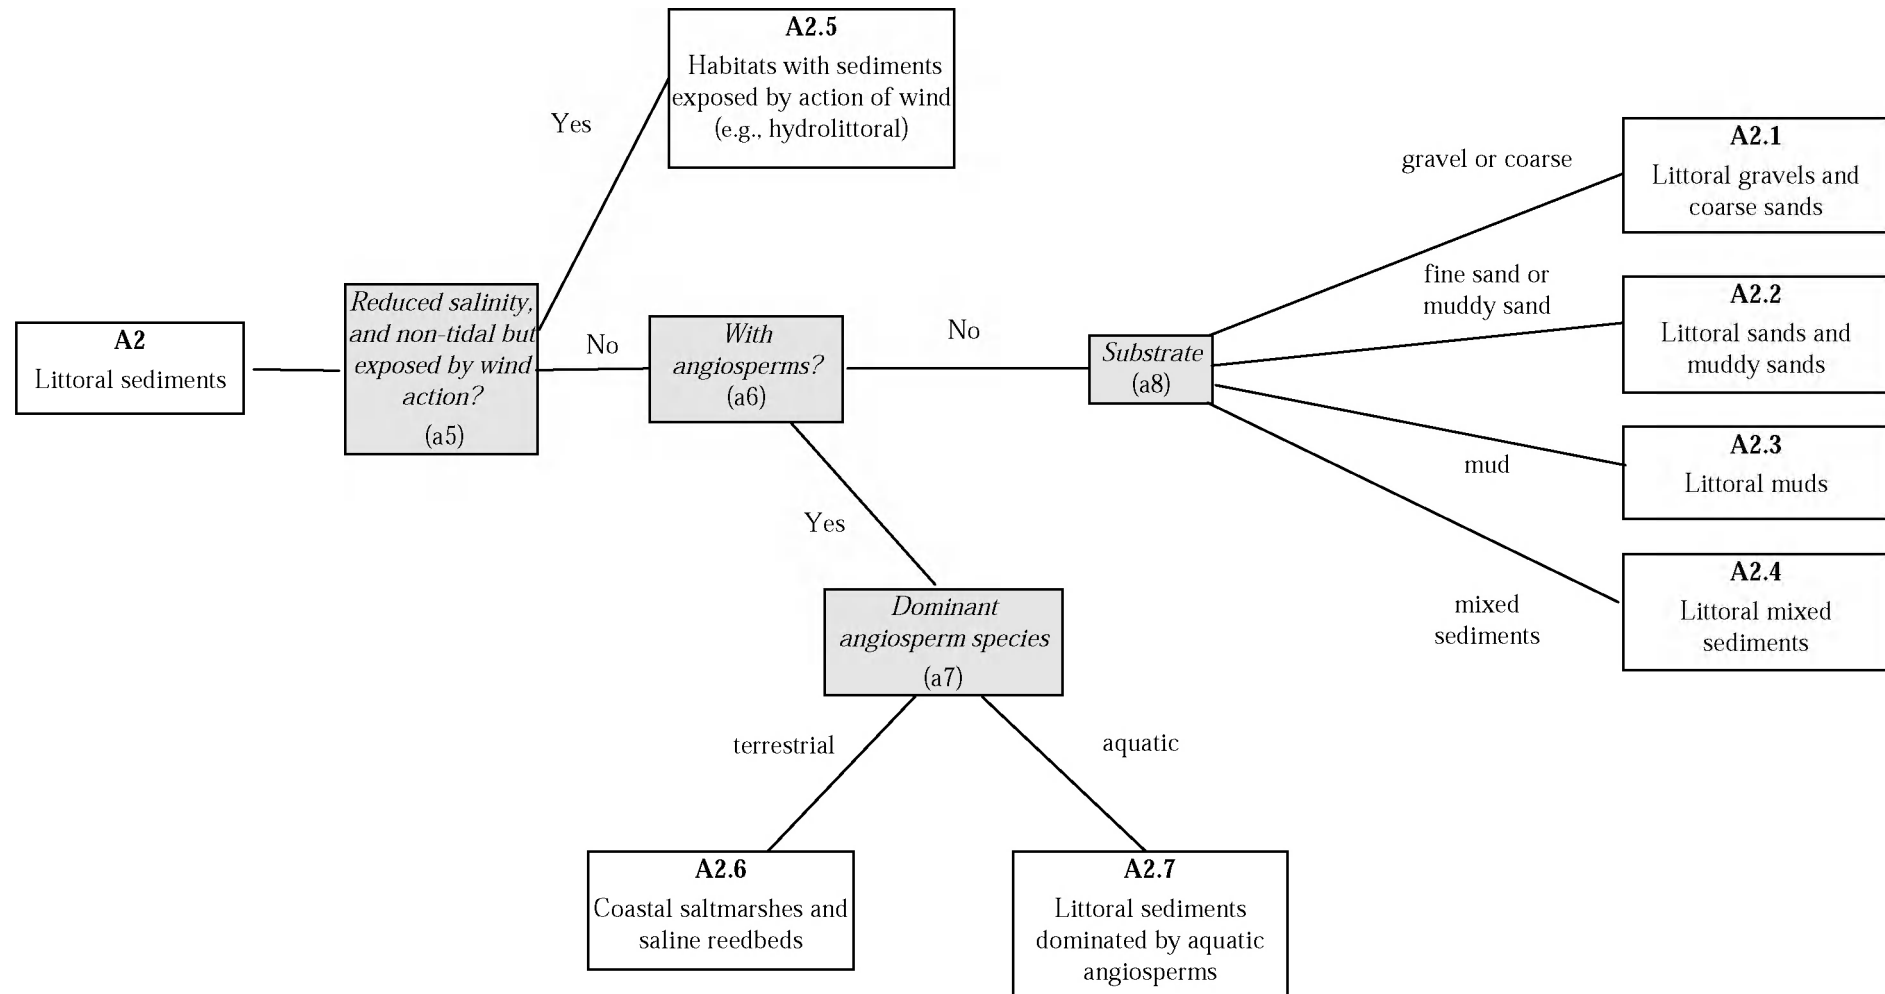 A2.5
Habitats with sediments
exposed by action of wind
(e.g., hydrolittoral)
Yes
A2.1
Littoral gravels and
coarse sands
gravel or coarse
fine sand or
muddy sand
A2.2
Littoral sands and
muddy sands
Reduced salinity,
and non-tidal but
exposed by wind
action?
(a5)
A2
Littoral sediments
No
With
angiosperms?
(a6)
No
Substrate
(a8)
A2.3
Littoral muds
mud
Yes
A2.4
Littoral mixed
sediments
mixed
sediments
Dominant
angiosperm species
(a7)
terrestrial
aquatic
A2.6
Coastal saltmarshes and
saline reedbeds
A2.7
Littoral sediments
dominated by aquatic
angiosperms